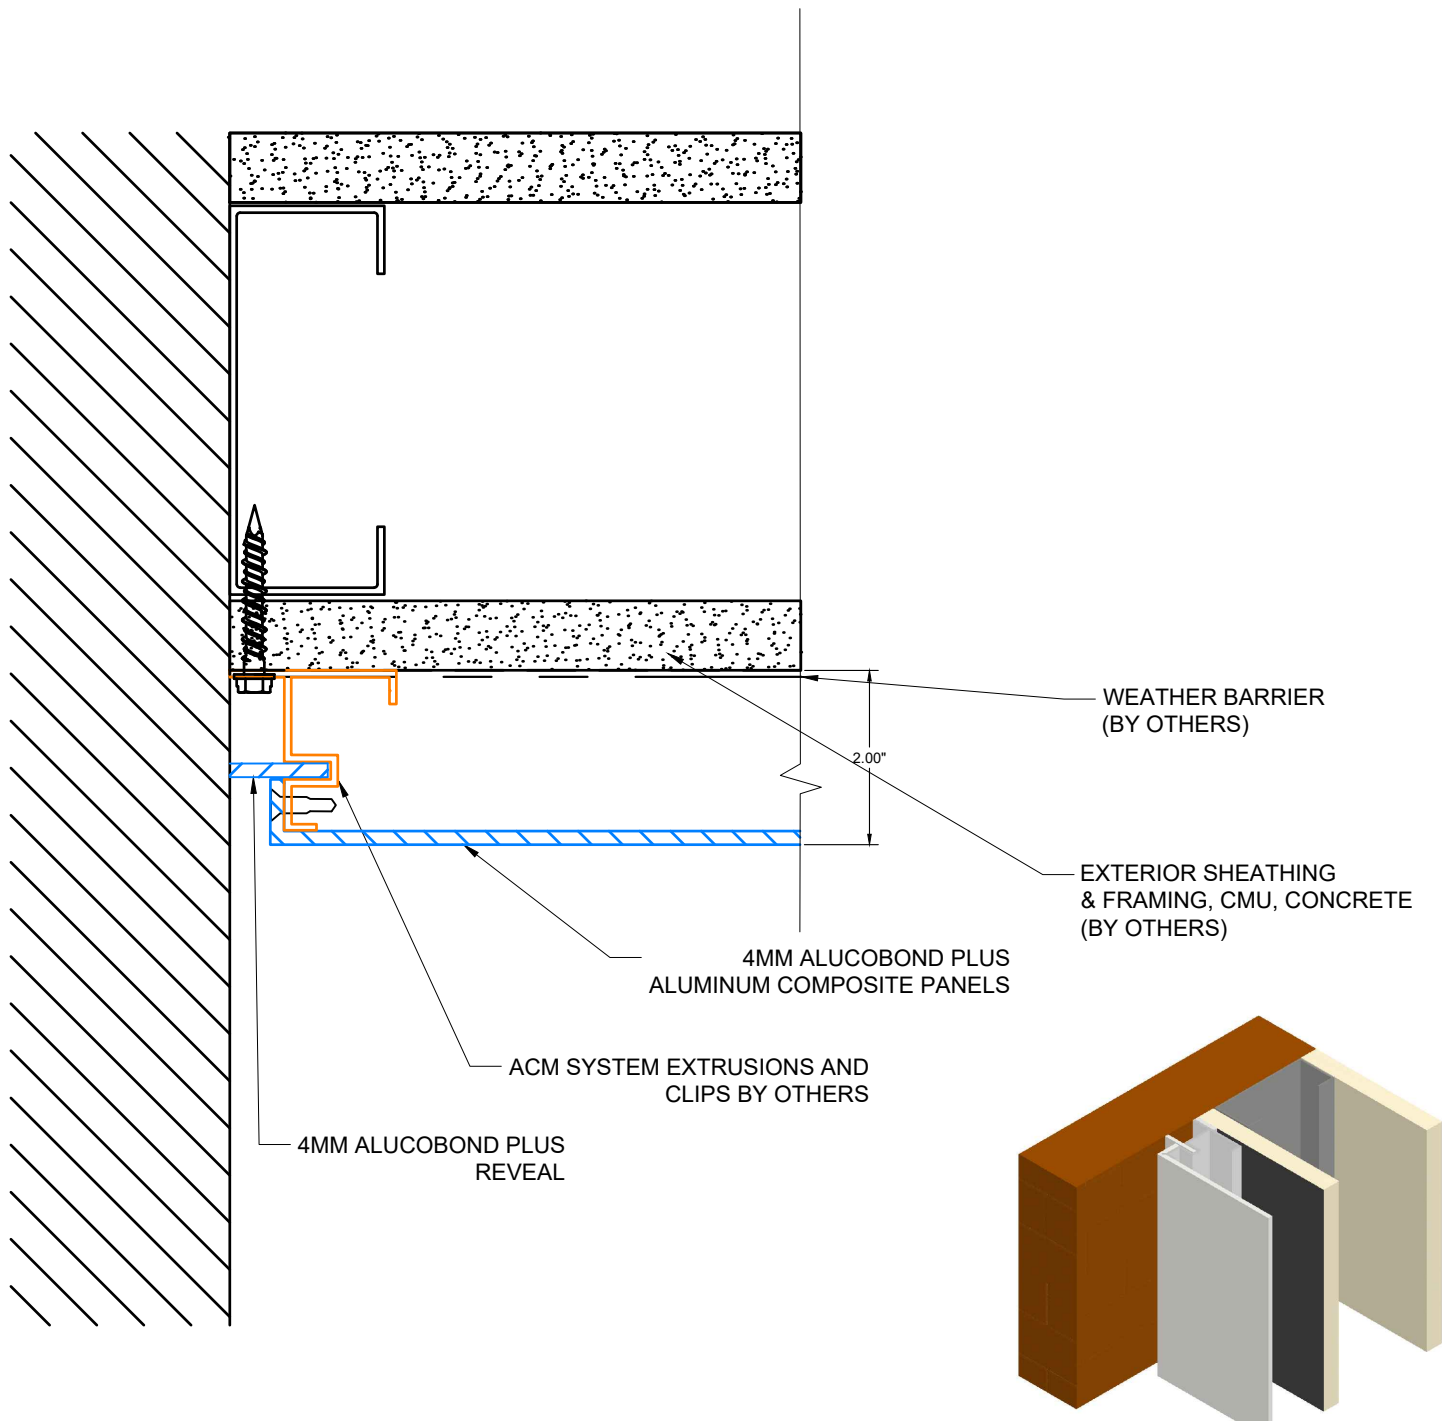 WEATHER BARRIER
(BY OTHERS)
2.00"
EXTERIOR SHEATHING
& FRAMING, CMU, CONCRETE
(BY OTHERS)
4MM ALUCOBOND PLUS
ALUMINUM COMPOSITE PANELS
ACM SYSTEM EXTRUSIONS AND
CLIPS BY OTHERS
4MM ALUCOBOND PLUS
REVEAL